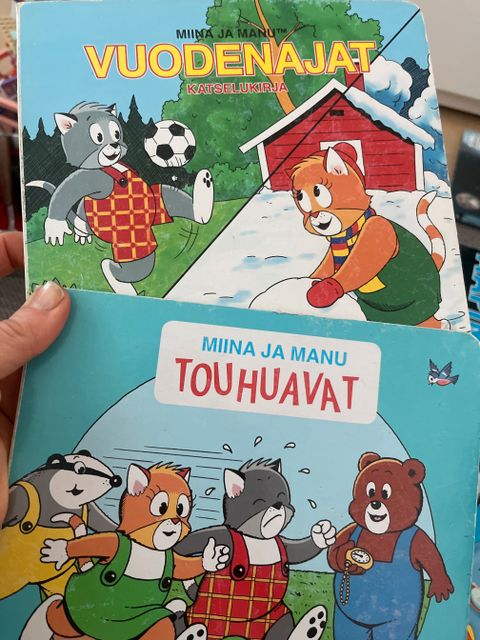 MIINA JA MANU™
VUODENAJAT
KATSELUKIRJA
MIINA JA MANU
TOUHUAVAT